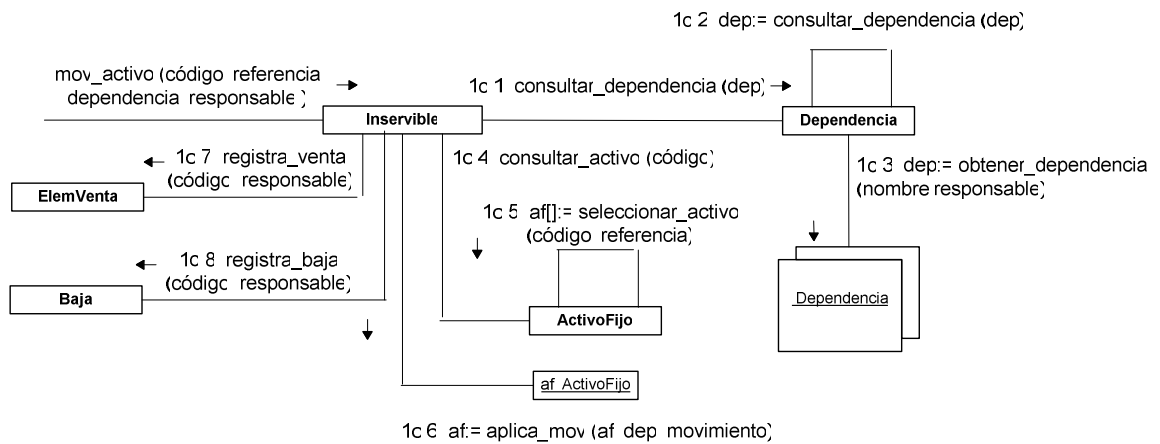 1c 2 dep:= consultar_dependencia (dep)
mov_activo (código referencia
dependencia responsable )
1c 1 consultar_dependencia (dep)
Inservible
Dependencia
1c 7 registra_venta
(código responsable)
1c 4 consultar_activo (código)
1c 3 dep:= obtener_dependencia
(nombre responsable)
ElemVenta
1c 5 af[]:= seleccionar_activo
(código referencia)
1c 8 registra_baja
(código responsable)
Baja
Dependencia
ActivoFijo
af ActivoFijo
1c 6 af:= aplica_mov (af dep movimiento)